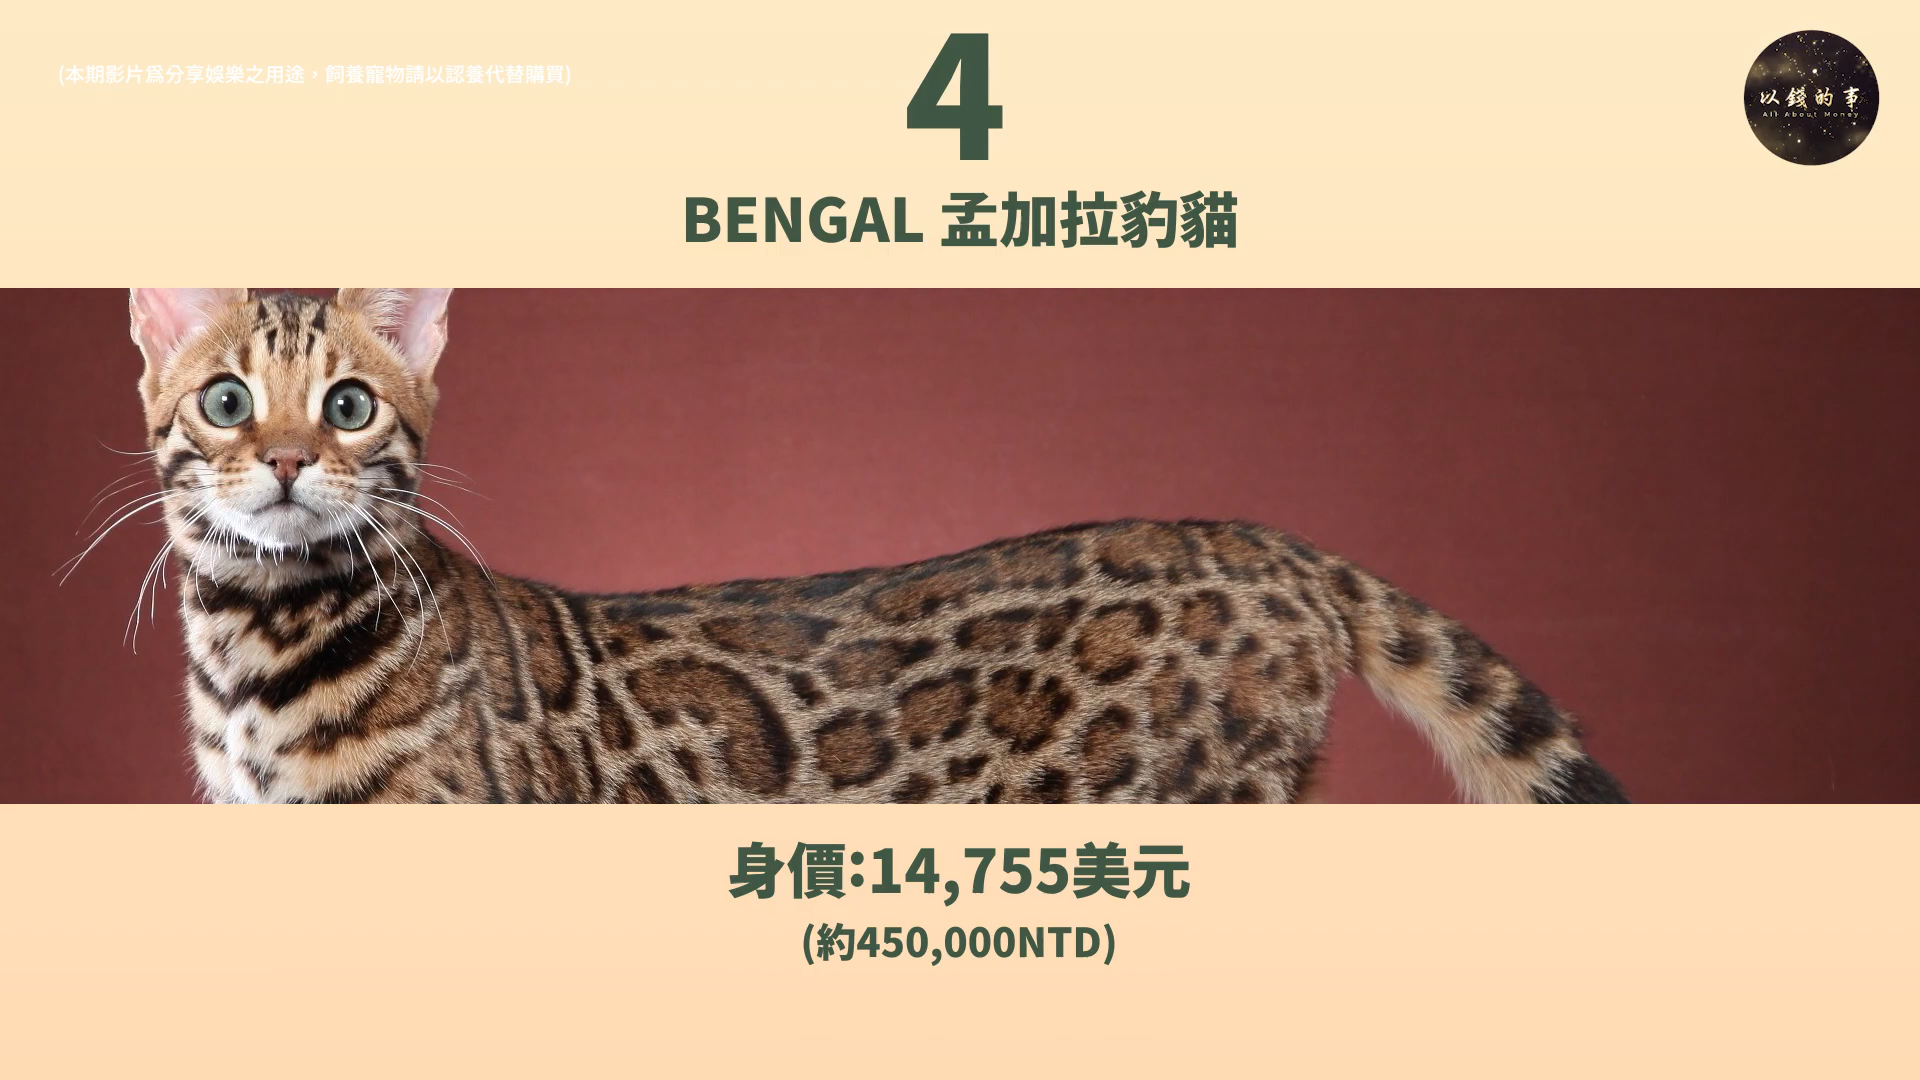 (本期影片爲分享娛樂之用途，飼養寵物請以認養代替購買)
4
以錢的事
All About Money
BENGAL 孟加拉豹貓
身價:14,755美元
(約450,000NTD)